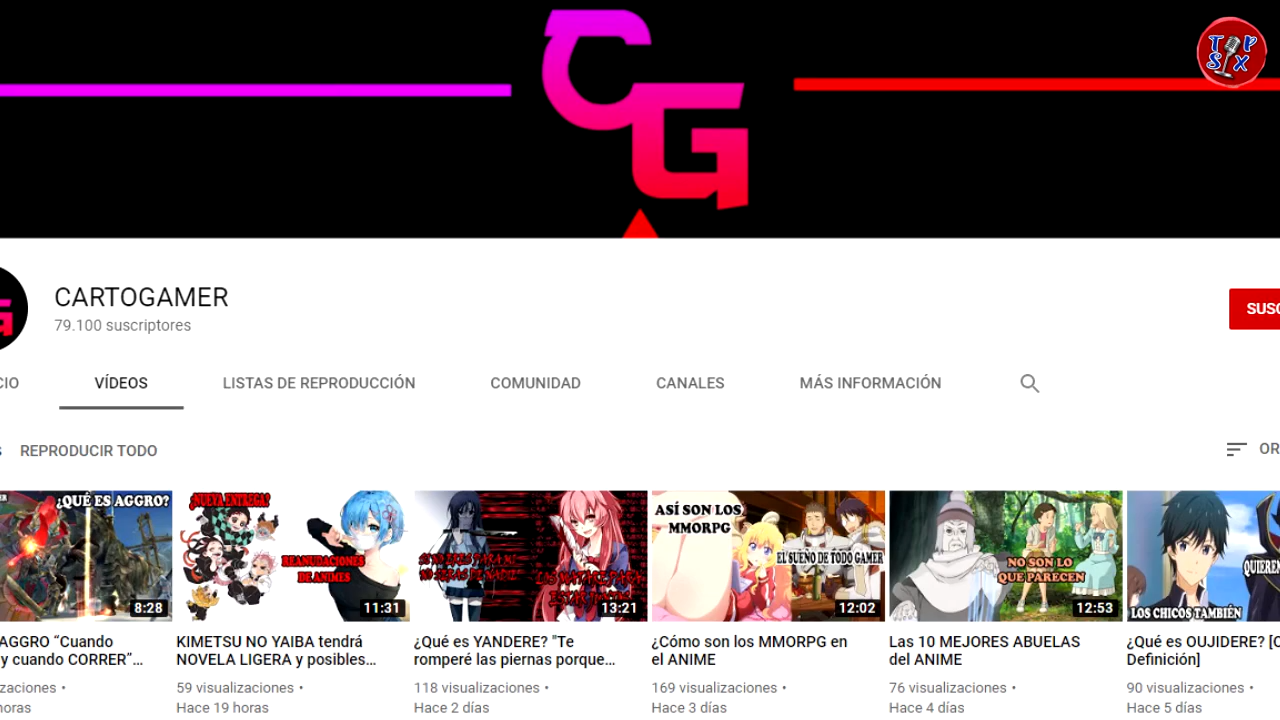 CG
TOP
SIX
CARTOGAMER
79.100 suscriptores
SUSC
CIO
VÍDEOS
LISTAS DE REPRODUCCIÓN
COMUNIDAD
CANALES
MÁS INFORMACIÓN
REPRODUCIR TODO
OR
¿QUÉ ES AGGRO?
8:28
¿NUEVA ENTREGA?
REANUDACIONES
DE ANIMES
11:31
13:21
ASÍ SON LOS
MMORPG
EL SUEÑO DE TODO GAMER
12:02
NO SON LO
QUE PARECEN
12:53
QUIEREN
LOS CHICOS TAMBIÉN
AGGRO “Cuando
y cuando CORRER”…
zaciones •
horas
KIMETSU NO YAIBA tendrá
NOVELA LIGERA y posibles…
59 visualizaciones •
Hace 19 horas
¿Qué es YANDERE? "Te
romperé las piernas porque…
118 visualizaciones •
Hace 2 días
¿Cómo son los MMORPG en
el ANIME
169 visualizaciones •
Hace 3 días
Las 10 MEJORES ABUELAS
del ANIME
76 visualizaciones •
Hace 4 días
¿Qué es OUJIDERE? [C
Definición]
90 visualizaciones •
Hace 5 días